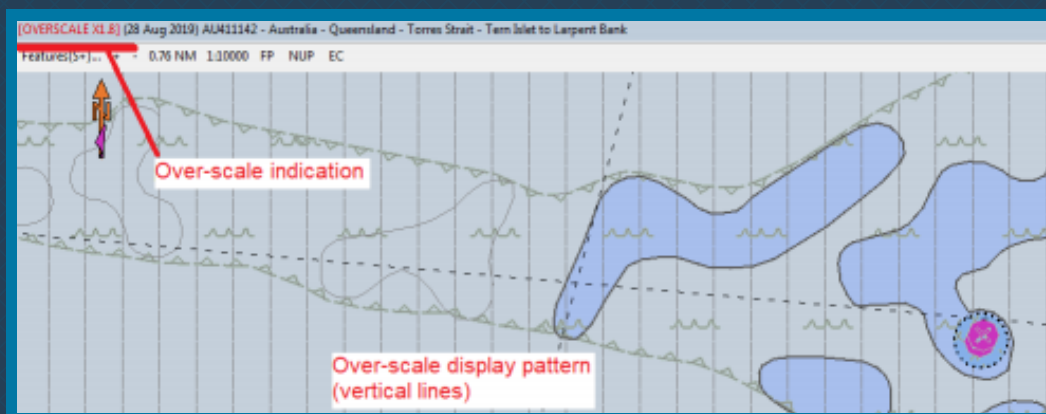 [OVERSCALE X1.8] (28 Aug 2019) AU411142 - Australia - Queensland - Torres Strait - Tern Islet to Larpent Bank
Features(S+)... + - 0.76 NM 1:10000 FP NUP EC
Over-scale indication
Over-scale display pattern
(vertical lines)